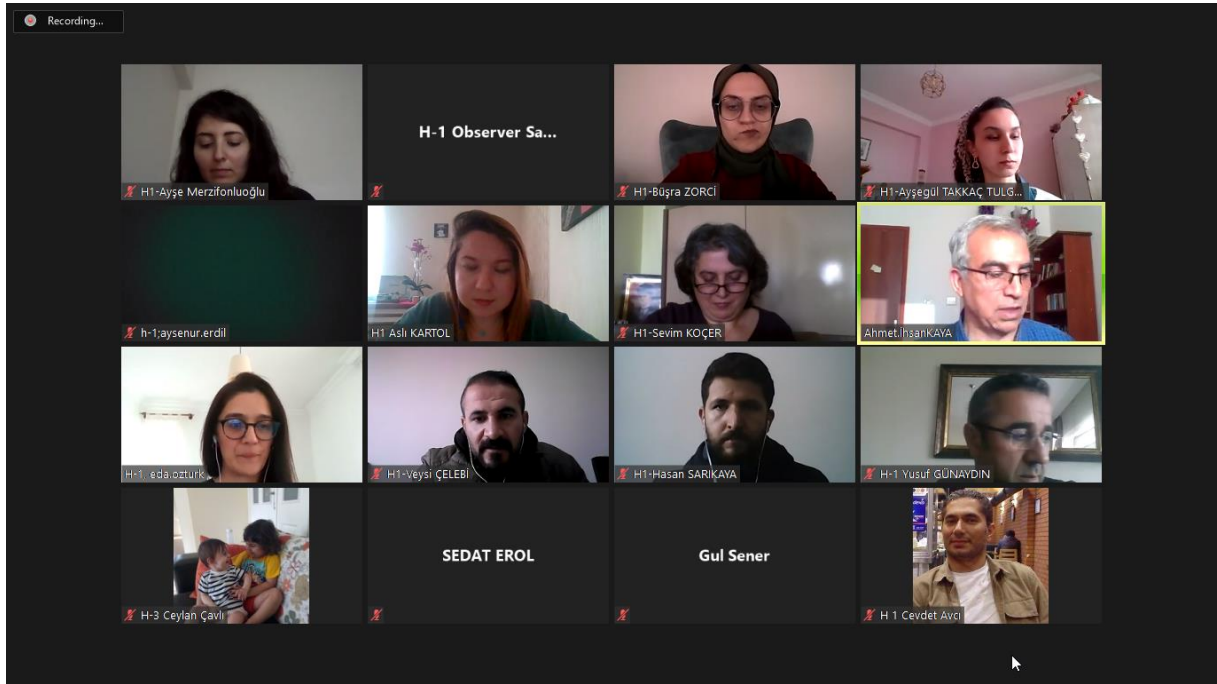 Recording...
H1-Ayşe Merzifonluoğlu
H-1 Observer Sa...
H1-Büşra ZORCİ
H1-Ayşegül TAKKAÇ TULG...
h-1;aysenur.erdil
H1 Aslı KARTOL
H1-Sevim KOÇER
Ahmet.İhsanKAYA
H-1. eda.ozturk
H1-Veysi ÇELEBİ
H1-Hasan SARIKAYA
H-1 Yusuf GÜNAYDIN
H-3 Ceylan Çavlı
SEDAT EROL
Gul Sener
H 1 Cevdet Avcı